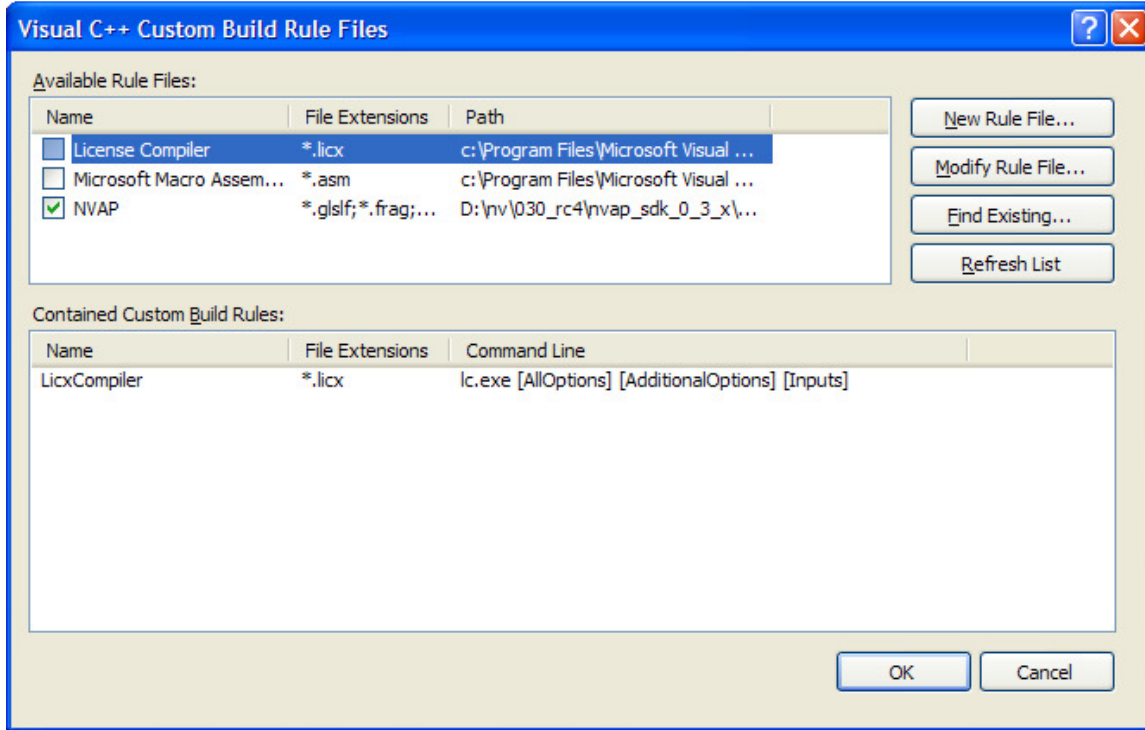 Visual C++ Custom Build Rule Files
Available Rule Files:
Name File Extensions Path
License Compiler *.licx c:\Program Files\Microsoft Visual ...
Microsoft Macro Assem... *.asm c:\Program Files\Microsoft Visual ...
NVAP *.glslf;*.frag;... D:\nv\030_rc4\nvap_sdk_0_3_x\...
New Rule File...
Modify Rule File...
Find Existing...
Refresh List
Contained Custom Build Rules:
Name File Extensions Command Line
LicxCompiler *.licx lc.exe [AllOptions] [AdditionalOptions] [Inputs]
OK Cancel